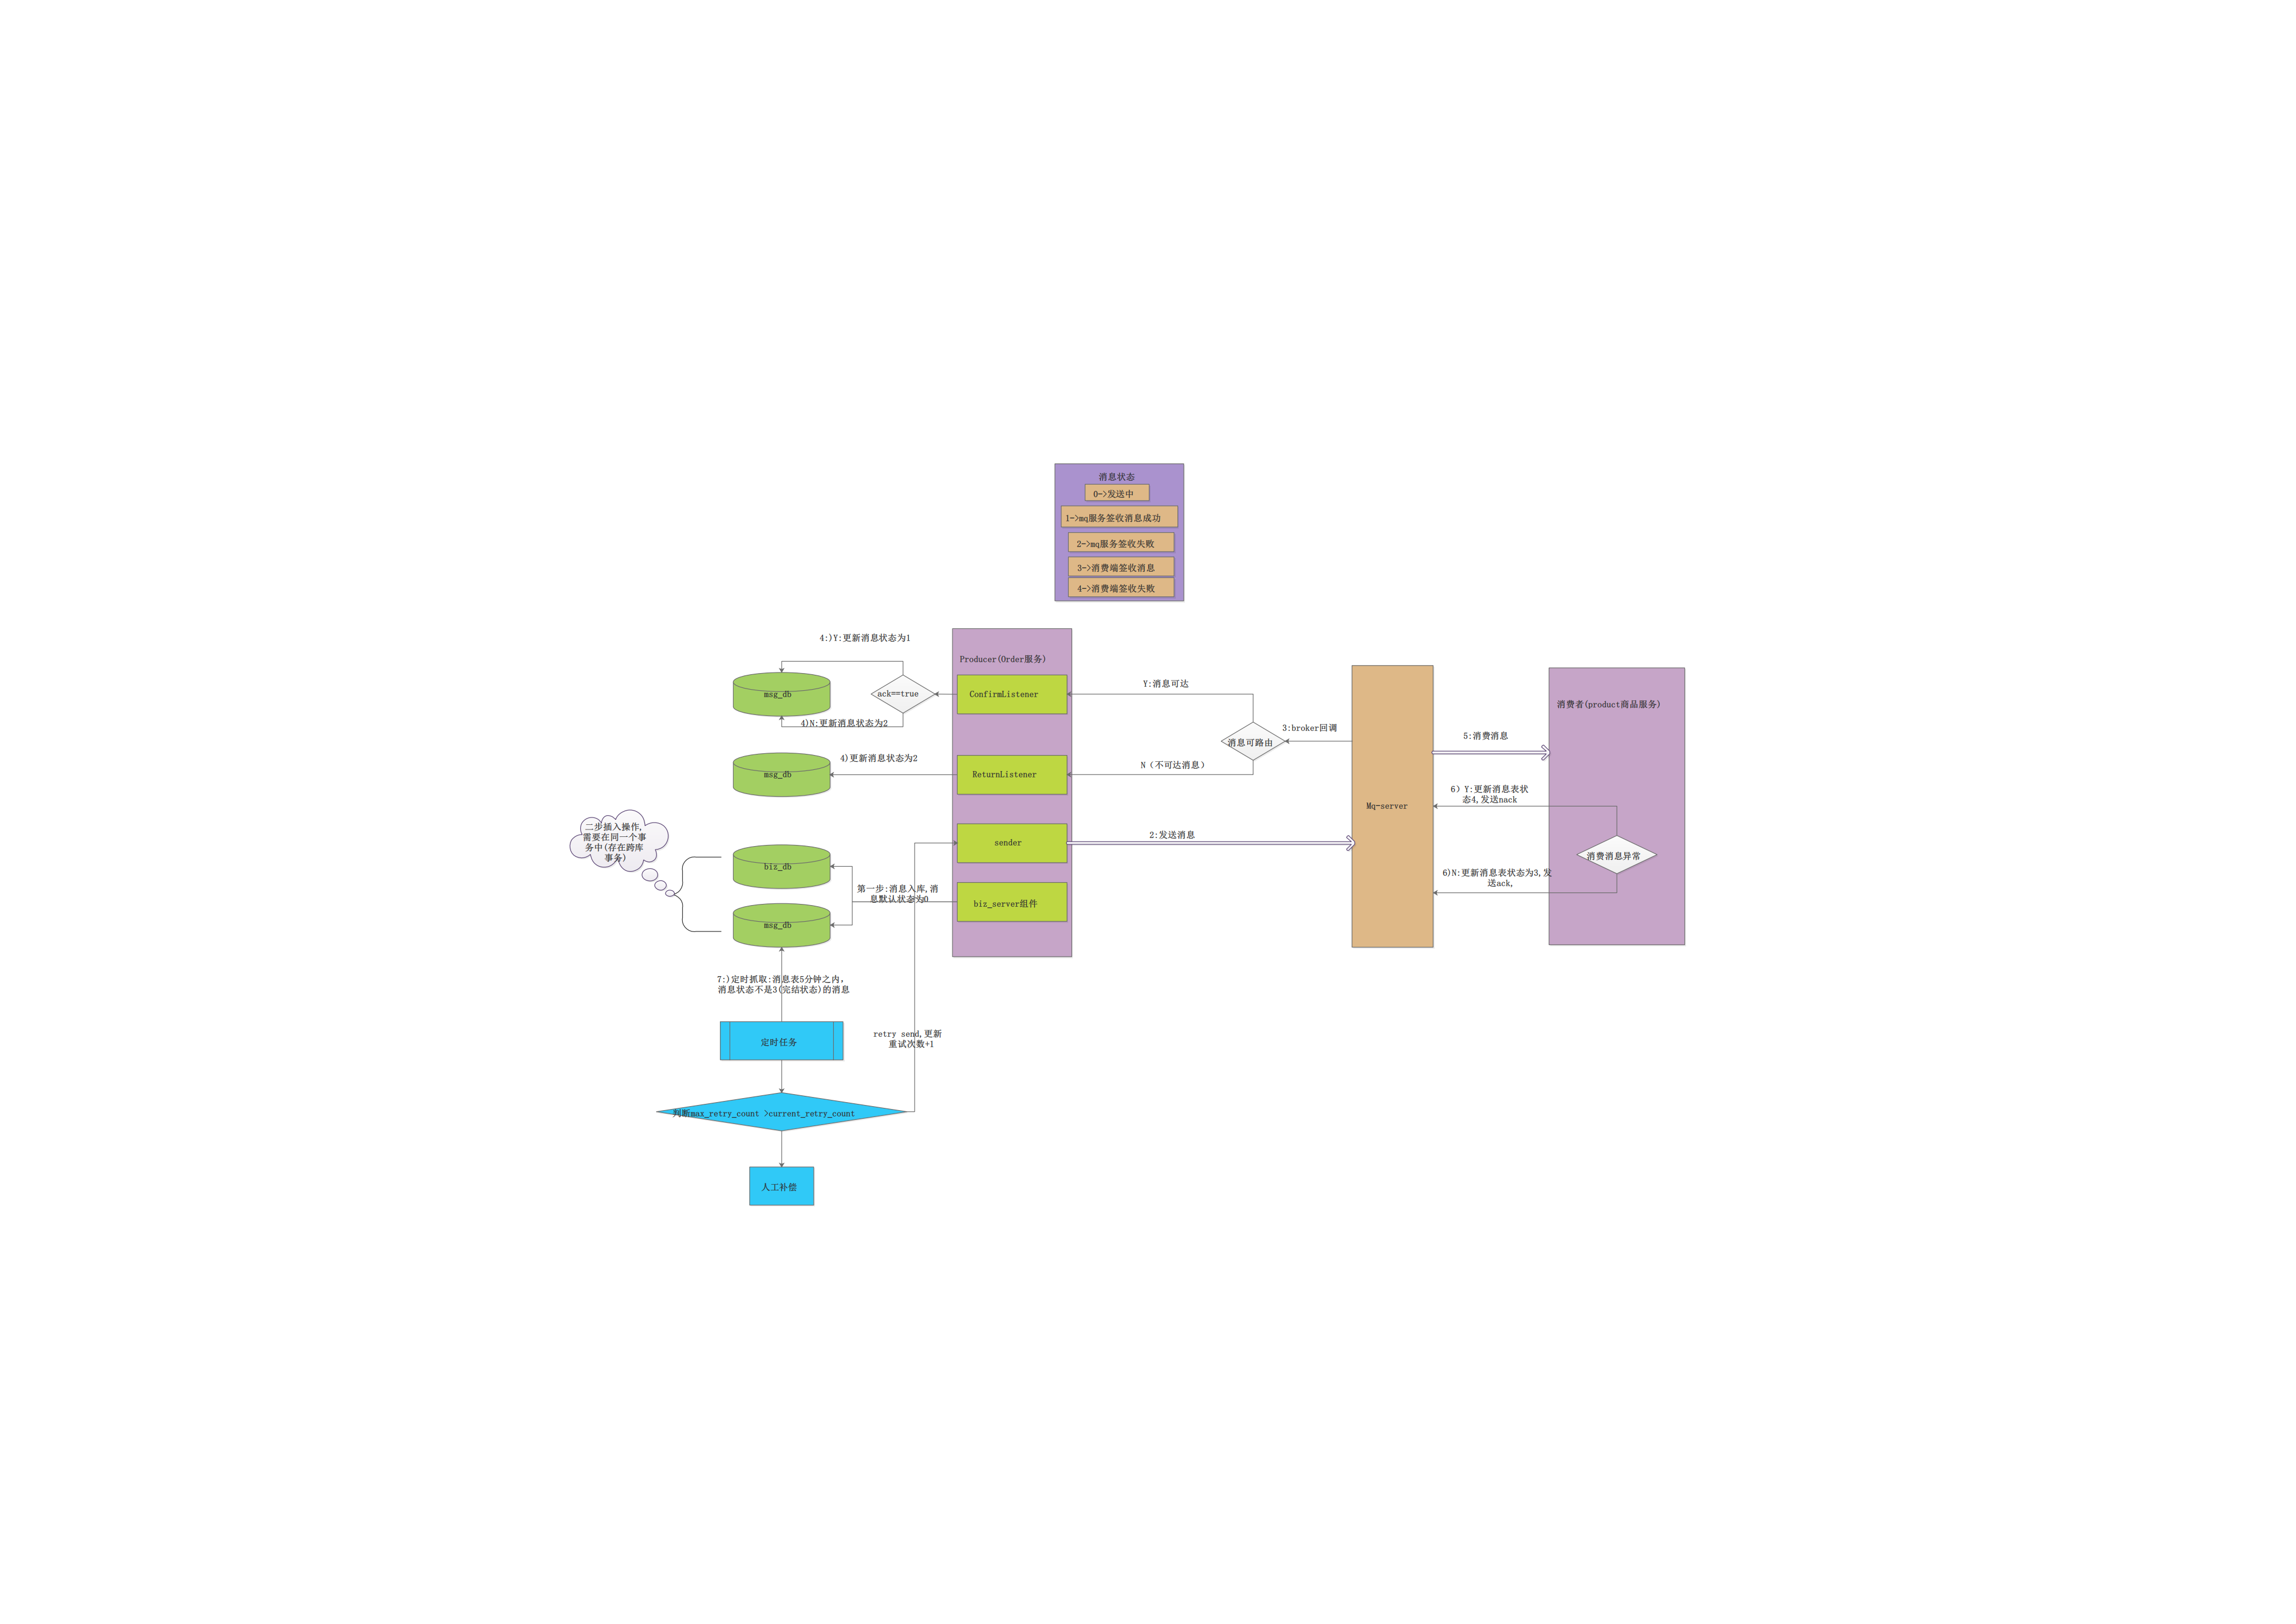 消息状态
0->发送中
1->mq服务签收消息成功
2->mq服务签收失败
3->消费端签收消息
4->消费端签收失败
4:)Y:更新消息状态为1
Producer(Order服务)
msg_db
ack==true
ConfirmListener
Y:消息可达
消费者(product商品服务)
4)N:更新消息状态为2
3:broker回调
消息可路由
5:消费消息
4)更新消息状态为2
N（不可达消息）
msg_db
ReturnListener
6）Y:更新消息表状
态4,发送nack
Mq-server
二步插入操作,
需要在同一个事
务中(存在跨库
事务)
2:发送消息
sender
消费消息异常
biz_db
6)N:更新消息表状态为3,发
送ack,
第一步:消息入库,消
息默认状态为0
biz_server组件
msg_db
7:)定时抓取:消息表5分钟之内,
消息状态不是3(完结状态)的消息
retry send,更新
重试次数+1
定时任务
判断max_retry_count >current_retry_count
人工补偿